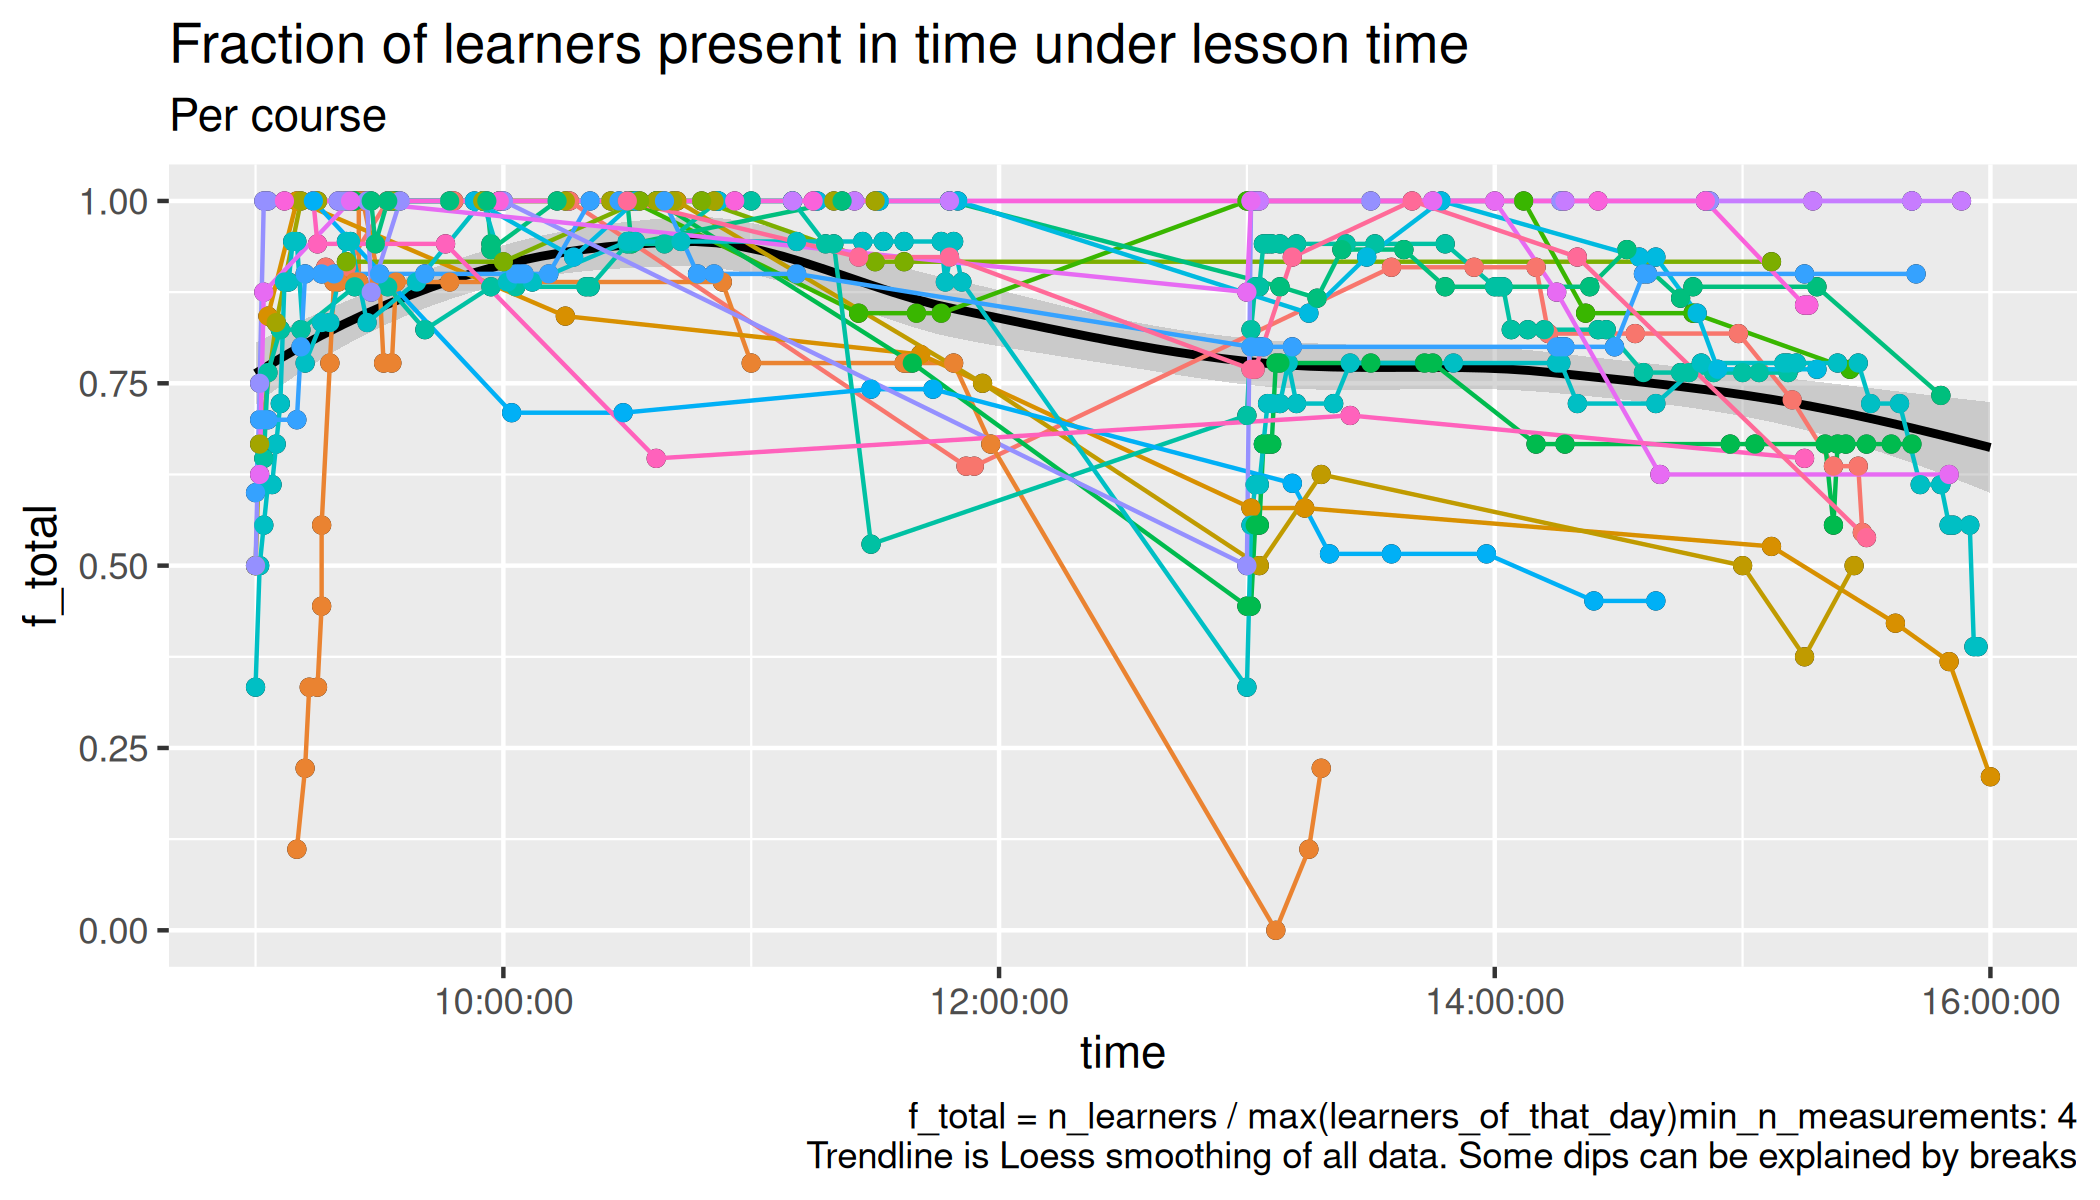 Fraction of learners present in time under lesson time
Per course
1.00
0.75
0.50
0.25
0.00
f_total
10:00:00 12:00:00 14:00:00 16:00:00
time
f_total = n_learners / max(learners_of_that_day)min_n_measurements: 4
Trendline is Loess smoothing of all data. Some dips can be explained by breaks